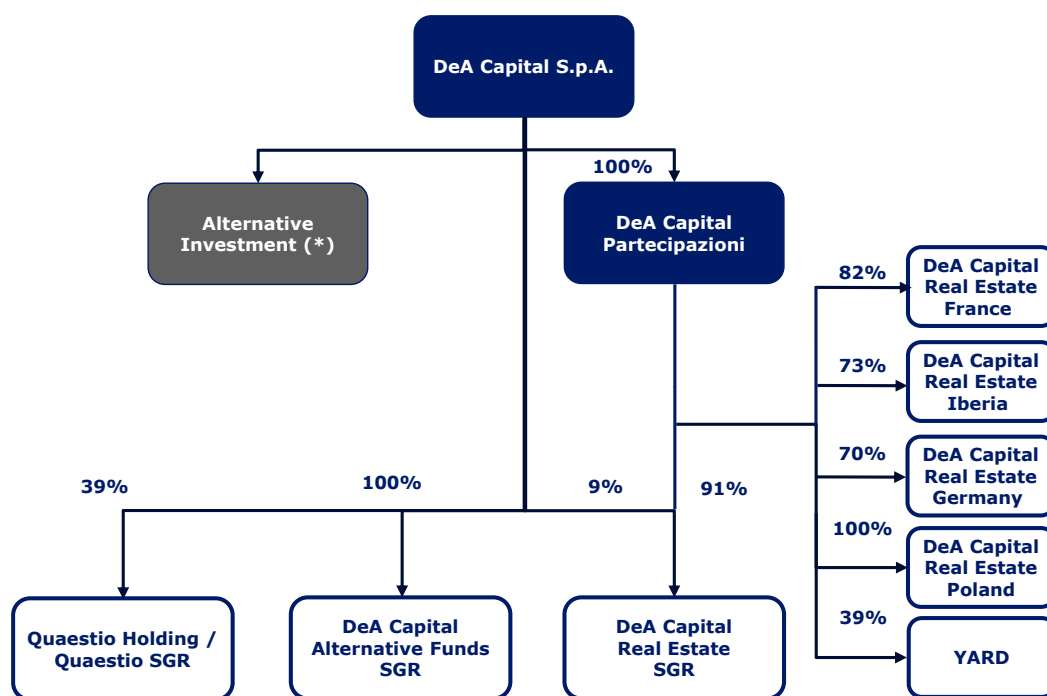 DeA Capital S.p.A.
100%
Alternative
Investment (*)
DeA Capital
Partecipazioni
82%
DeA Capital
Real Estate
France
73%
DeA Capital
Real Estate
Iberia
70%
DeA Capital
Real Estate
Germany
39%
100%
9%
91%
100%
DeA Capital
Real Estate
Poland
39%
YARD
Quaestio Holding /
Quaestio SGR
DeA Capital
Alternative Funds
SGR
DeA Capital
Real Estate
SGR